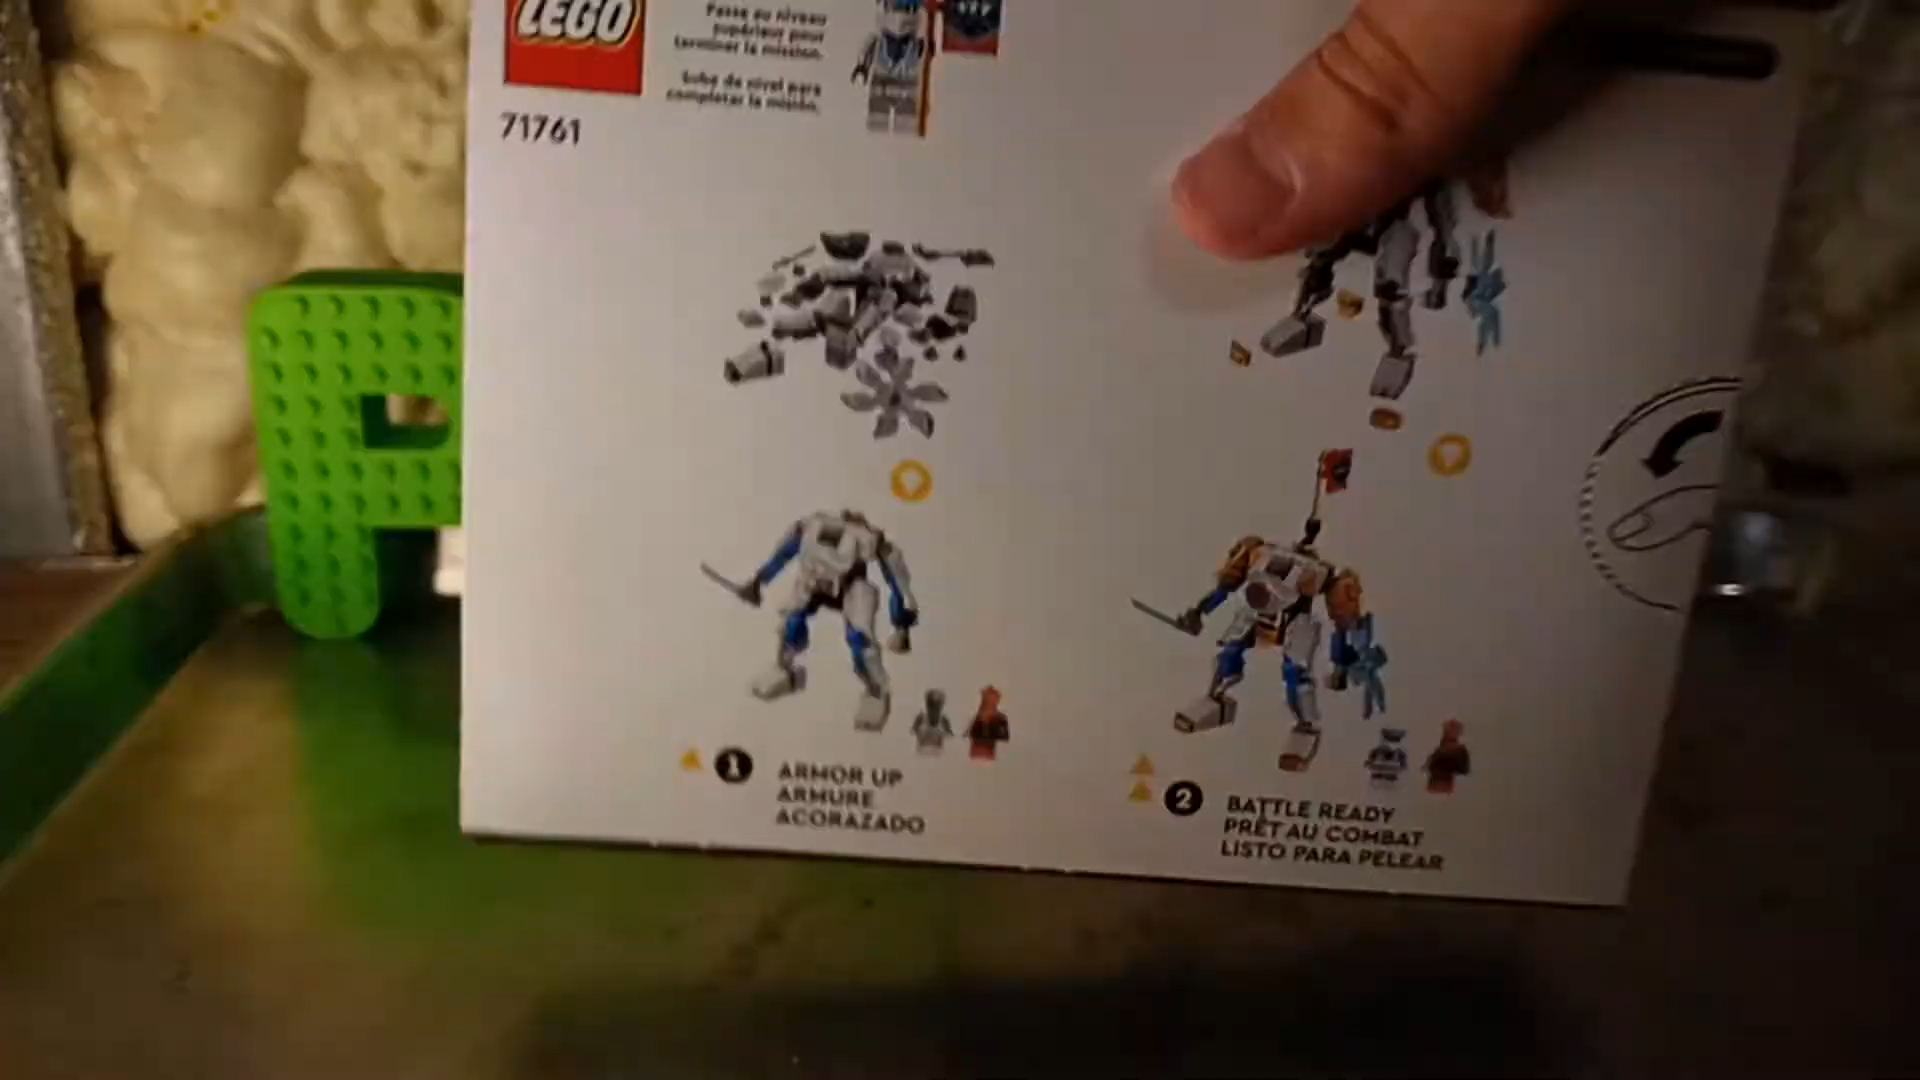 LEGO
Passe au niveau
supérieur pour
terminer la mission.
Sube de nivel para
completar la misión.
71761
1
ARMOR UP
ARMURE
ACORAZADO
2
BATTLE READY
PRÊT AU COMBAT
LISTO PARA PELEAR